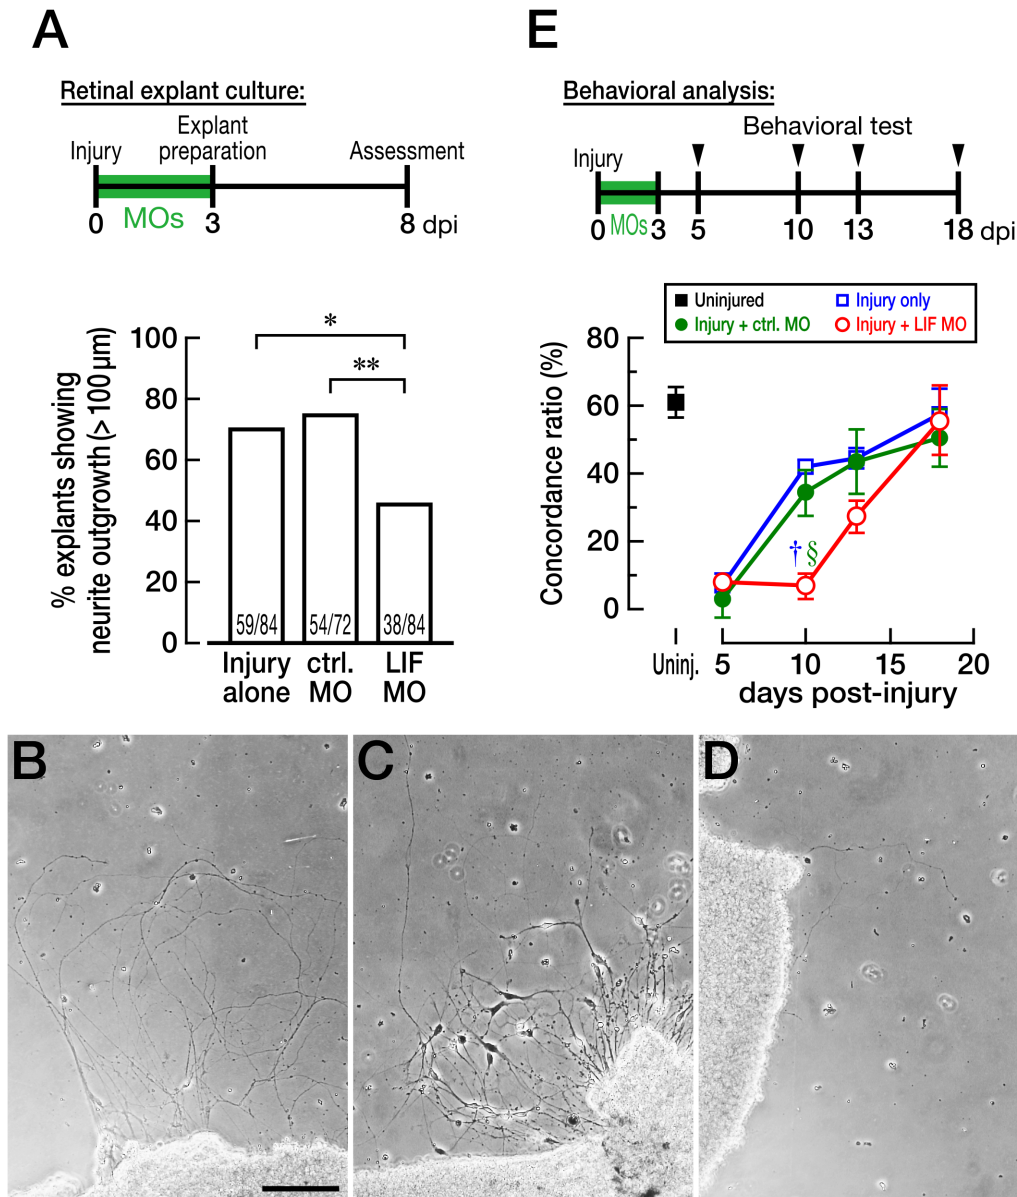 A
Retinal explant culture:
Injury
Explant
preparation
Assessment
MOs
0 3 8 dpi
% explants showing
neurite outgrowth (> 100 µm)
100
80
60
40
20
0
*
**
59/84 54/72 38/84
Injury
alone
ctrl.
MO
LIF
MO
E
Behavioral analysis:
Behavioral test
Injury
0 MOs 3 5 10 13 18 dpi
Uninjured
Injury only
Injury + ctrl. MO
Injury + LIF MO
Concordance ratio (%)
80
60
40
20
0
† §
Uninj. 5 10 15 20
days post-injury
B
C
D